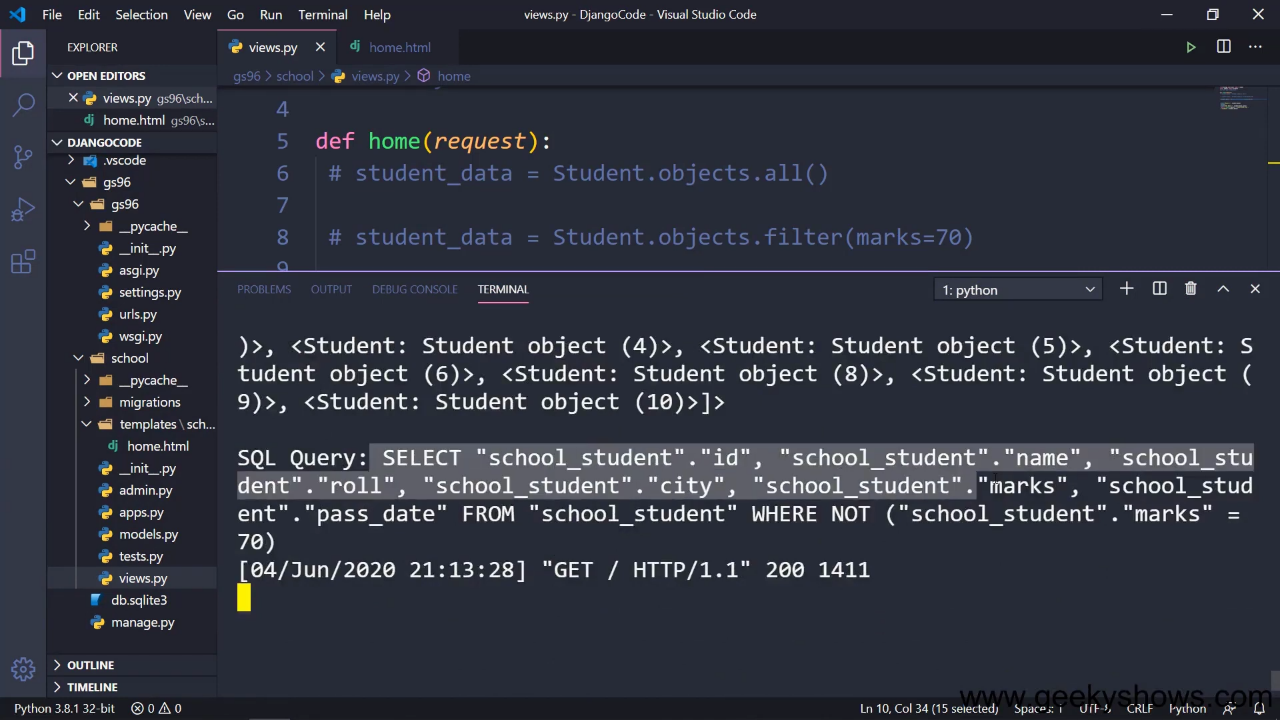 File Edit Selection View Go Run Terminal Help views.py - DjangoCode - Visual Studio Code
EXPLORER
views.py
home.html
OPEN EDITORS
views.py gs96\sch...
home.html gs96\s...
DJANGOCODE
.vscode
gs96
gs96
__pycache__
__init__.py
asgi.py
settings.py
urls.py
wsgi.py
school
__pycache__
migrations
templates \ sch...
home.html
__init__.py
admin.py
apps.py
models.py
tests.py
views.py
db.sqlite3
manage.py
OUTLINE
TIMELINE
gs96 > school > views.py > home
4
5 def home(request):
6 # student_data = Student.objects.all()
7
8 # student_data = Student.objects.filter(marks=70)
9
PROBLEMS OUTPUT DEBUG CONSOLE TERMINAL 1: python
)>, <Student: Student object (4)>, <Student: Student object (5)>, <Student: S
tudent object (6)>, <Student: Student object (8)>, <Student: Student object (
9)>, <Student: Student object (10)>]>
SQL Query: SELECT "school_student"."id", "school_student"."name", "school_stu
dent"."roll", "school_student"."city", "school_student"."marks", "school_stud
ent"."pass_date" FROM "school_student" WHERE NOT ("school_student"."marks" =
70)
[04/Jun/2020 21:13:28] "GET / HTTP/1.1" 200 1411
www.geekyshows.com
Python 3.8.1 32-bit 0 0 Ln 10, Col 34 (15 selected) Spaces: 1 UTF-8 CRLF Python